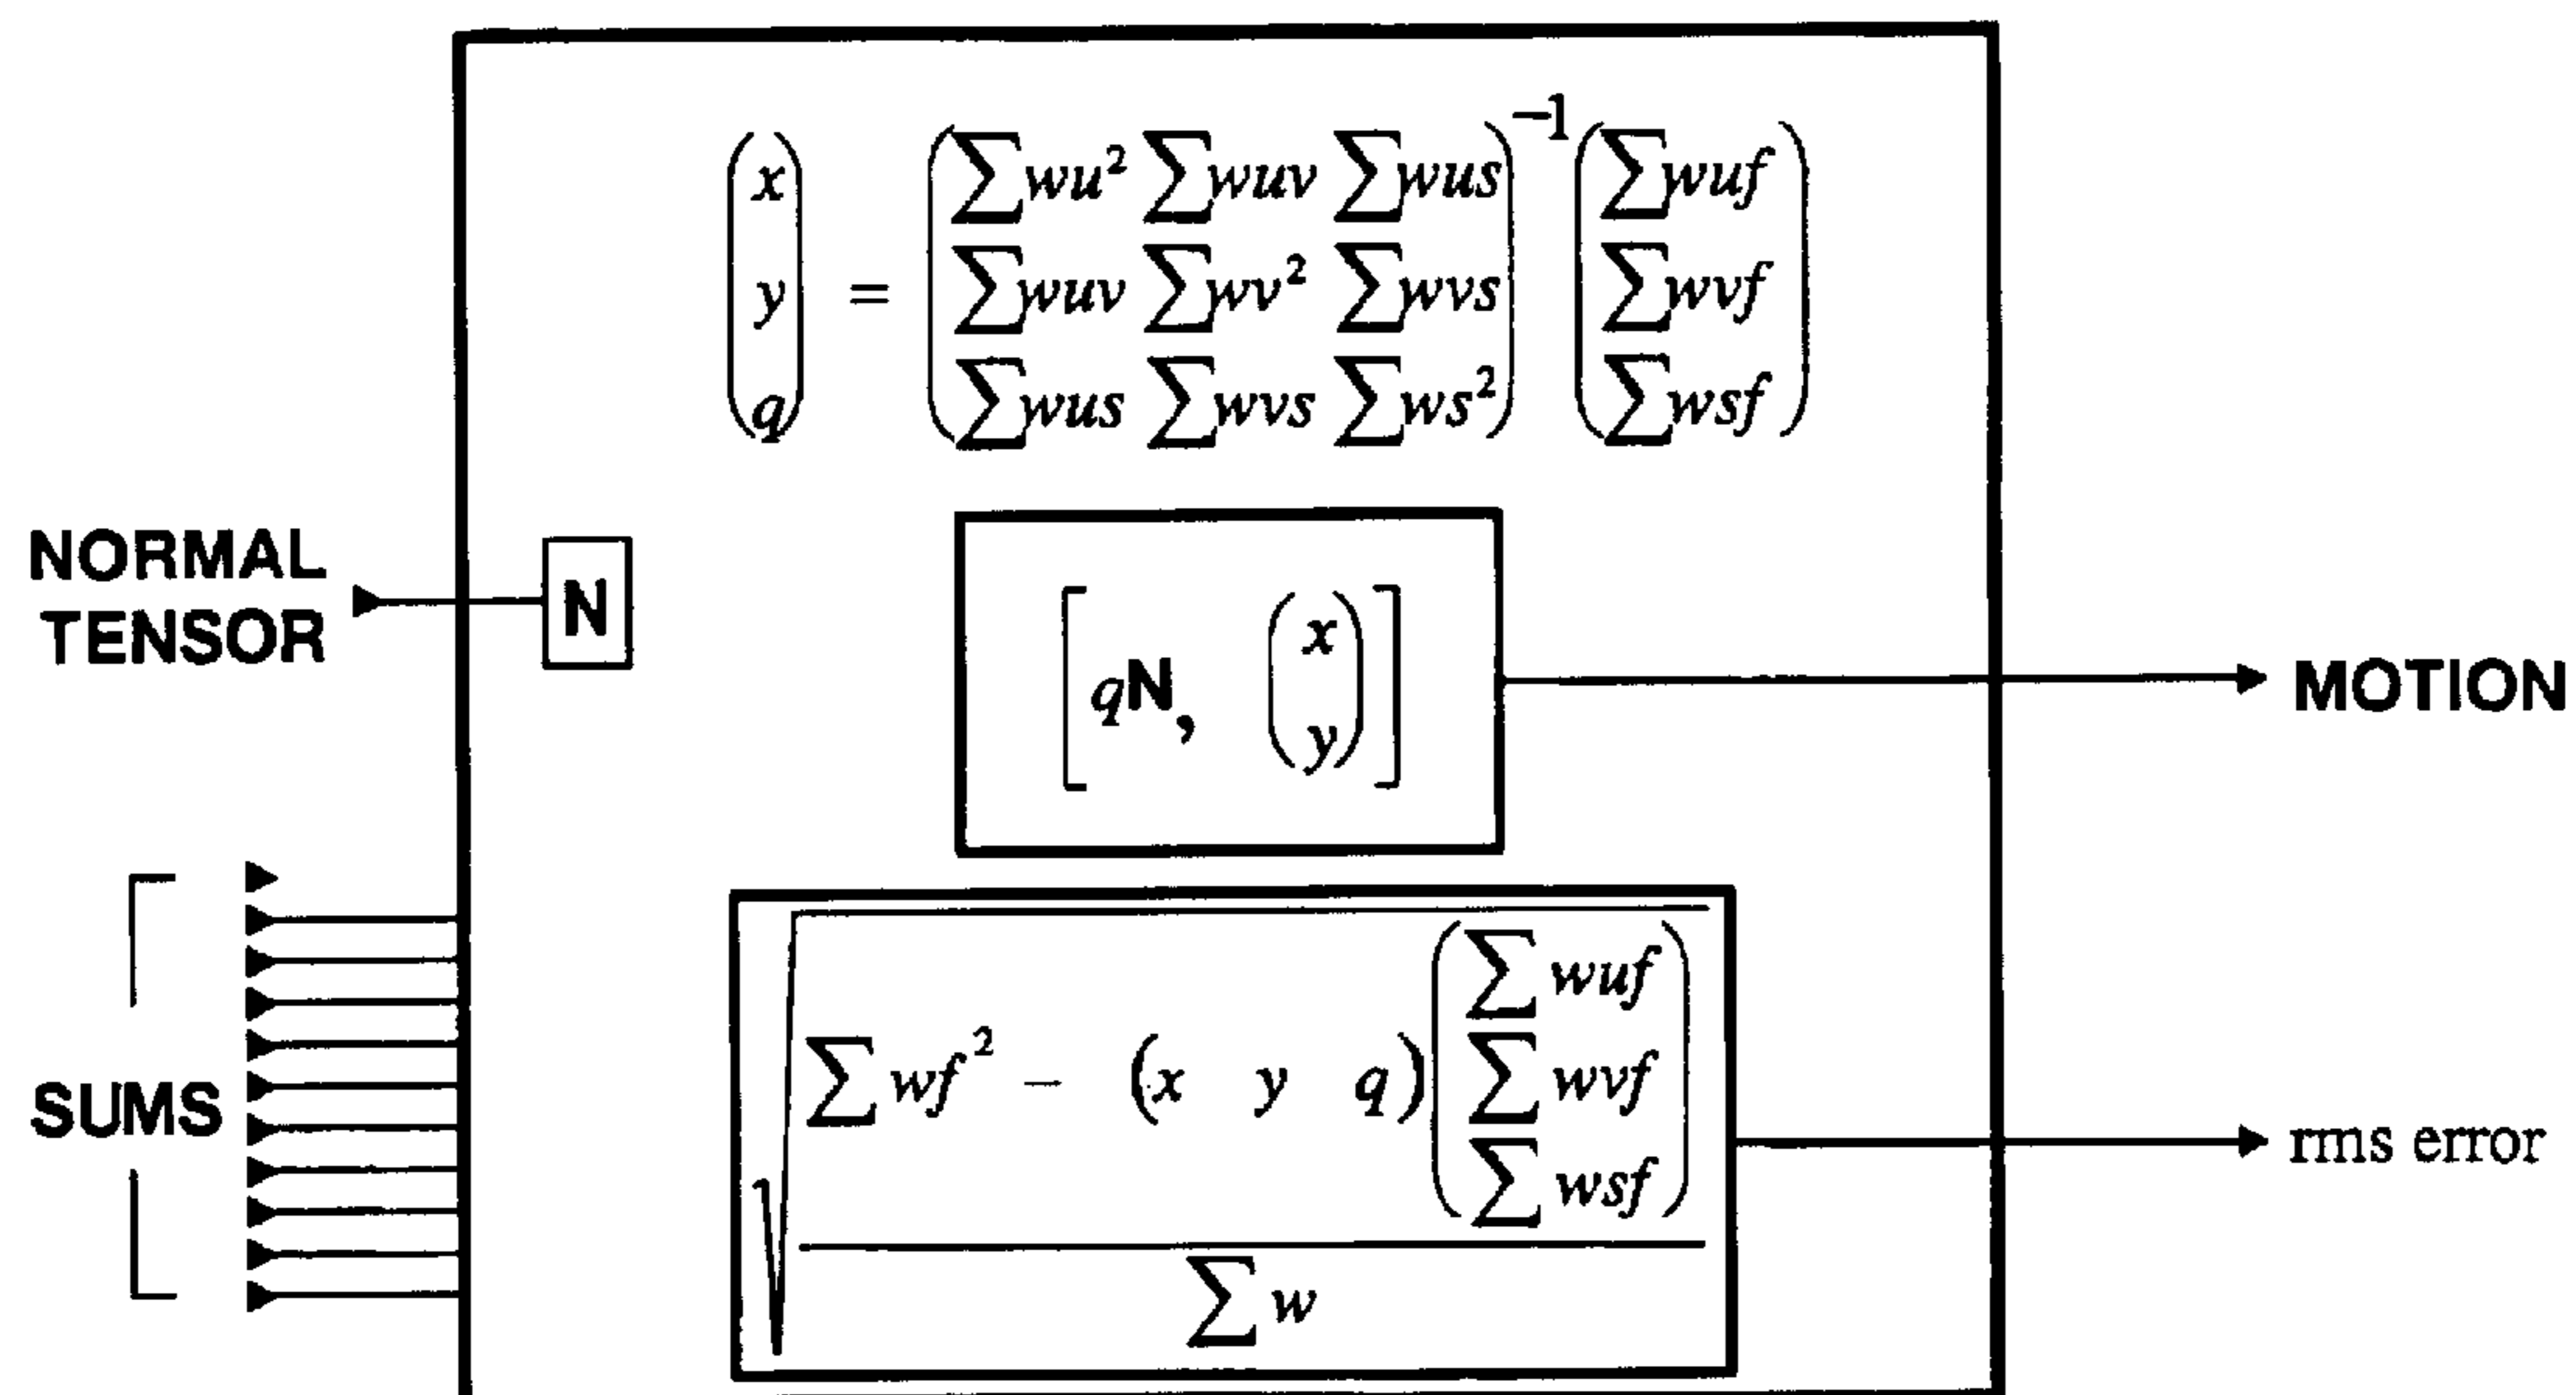 (x y q) = (∑wu² ∑wuv ∑wus
∑wuv ∑wv² ∑wvs
∑wus ∑wvs ∑ws²)⁻¹ (∑wuf
∑wvf
∑wsf)
NORMAL
TENSOR
N
[qN, (x
y)]
MOTION
SUMS
√
∑wf² − (x y q) (∑wuf
∑wvf
∑wsf)
∑w
rms error